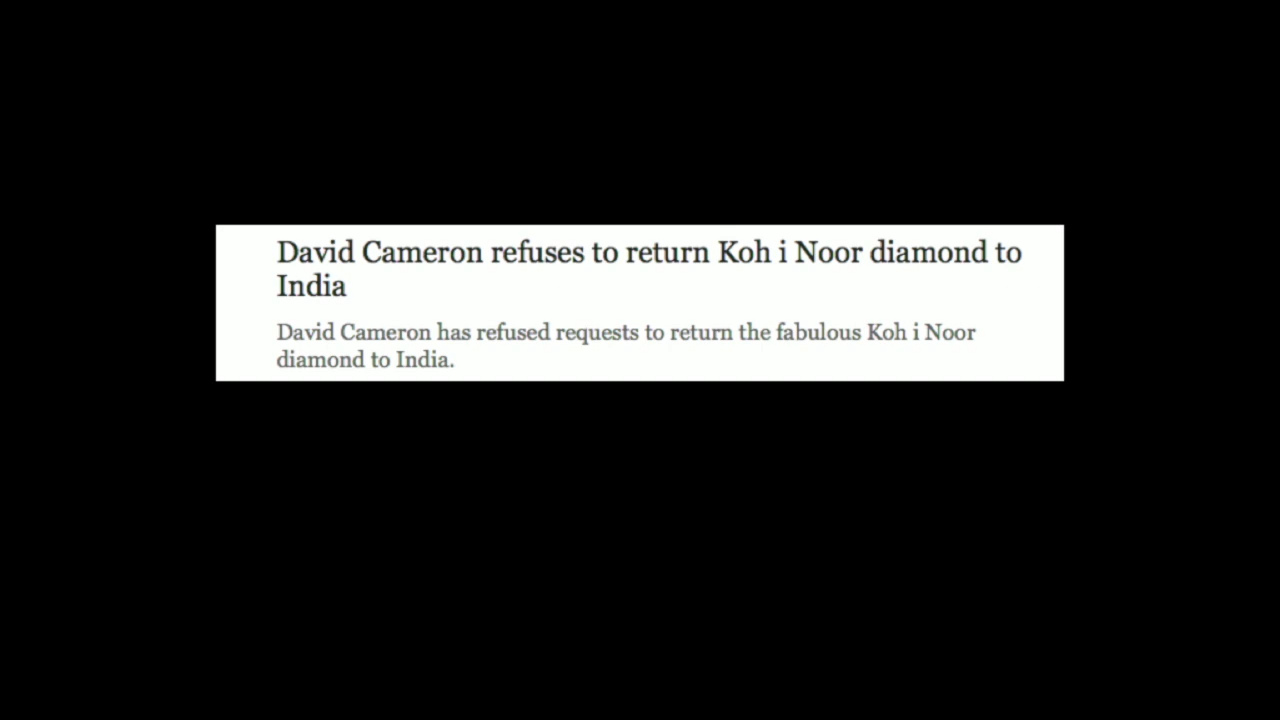 David Cameron refuses to return Koh i Noor diamond to
India
David Cameron has refused requests to return the fabulous Koh i Noor
diamond to India.